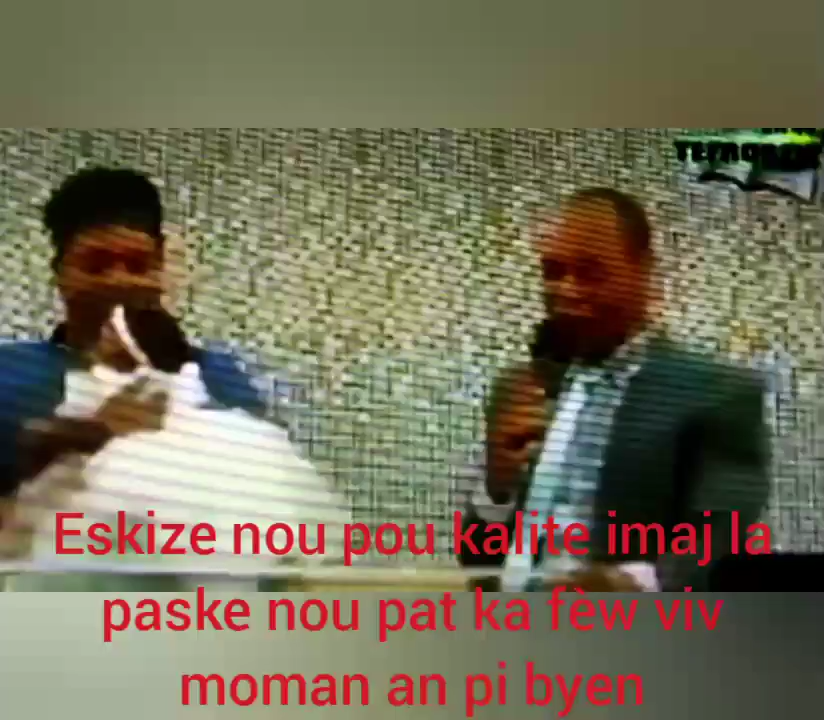 Eskize nou pou kalite imaj la
paske nou pat ka fèw viv
moman an pi byen